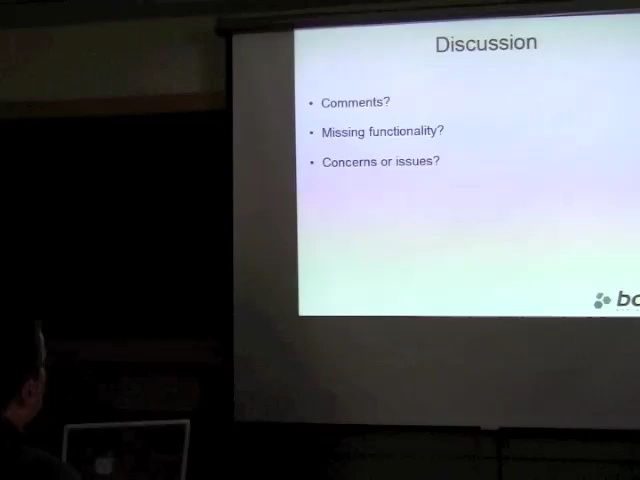 Discussion
• Comments?
• Missing functionality?
• Concerns or issues?